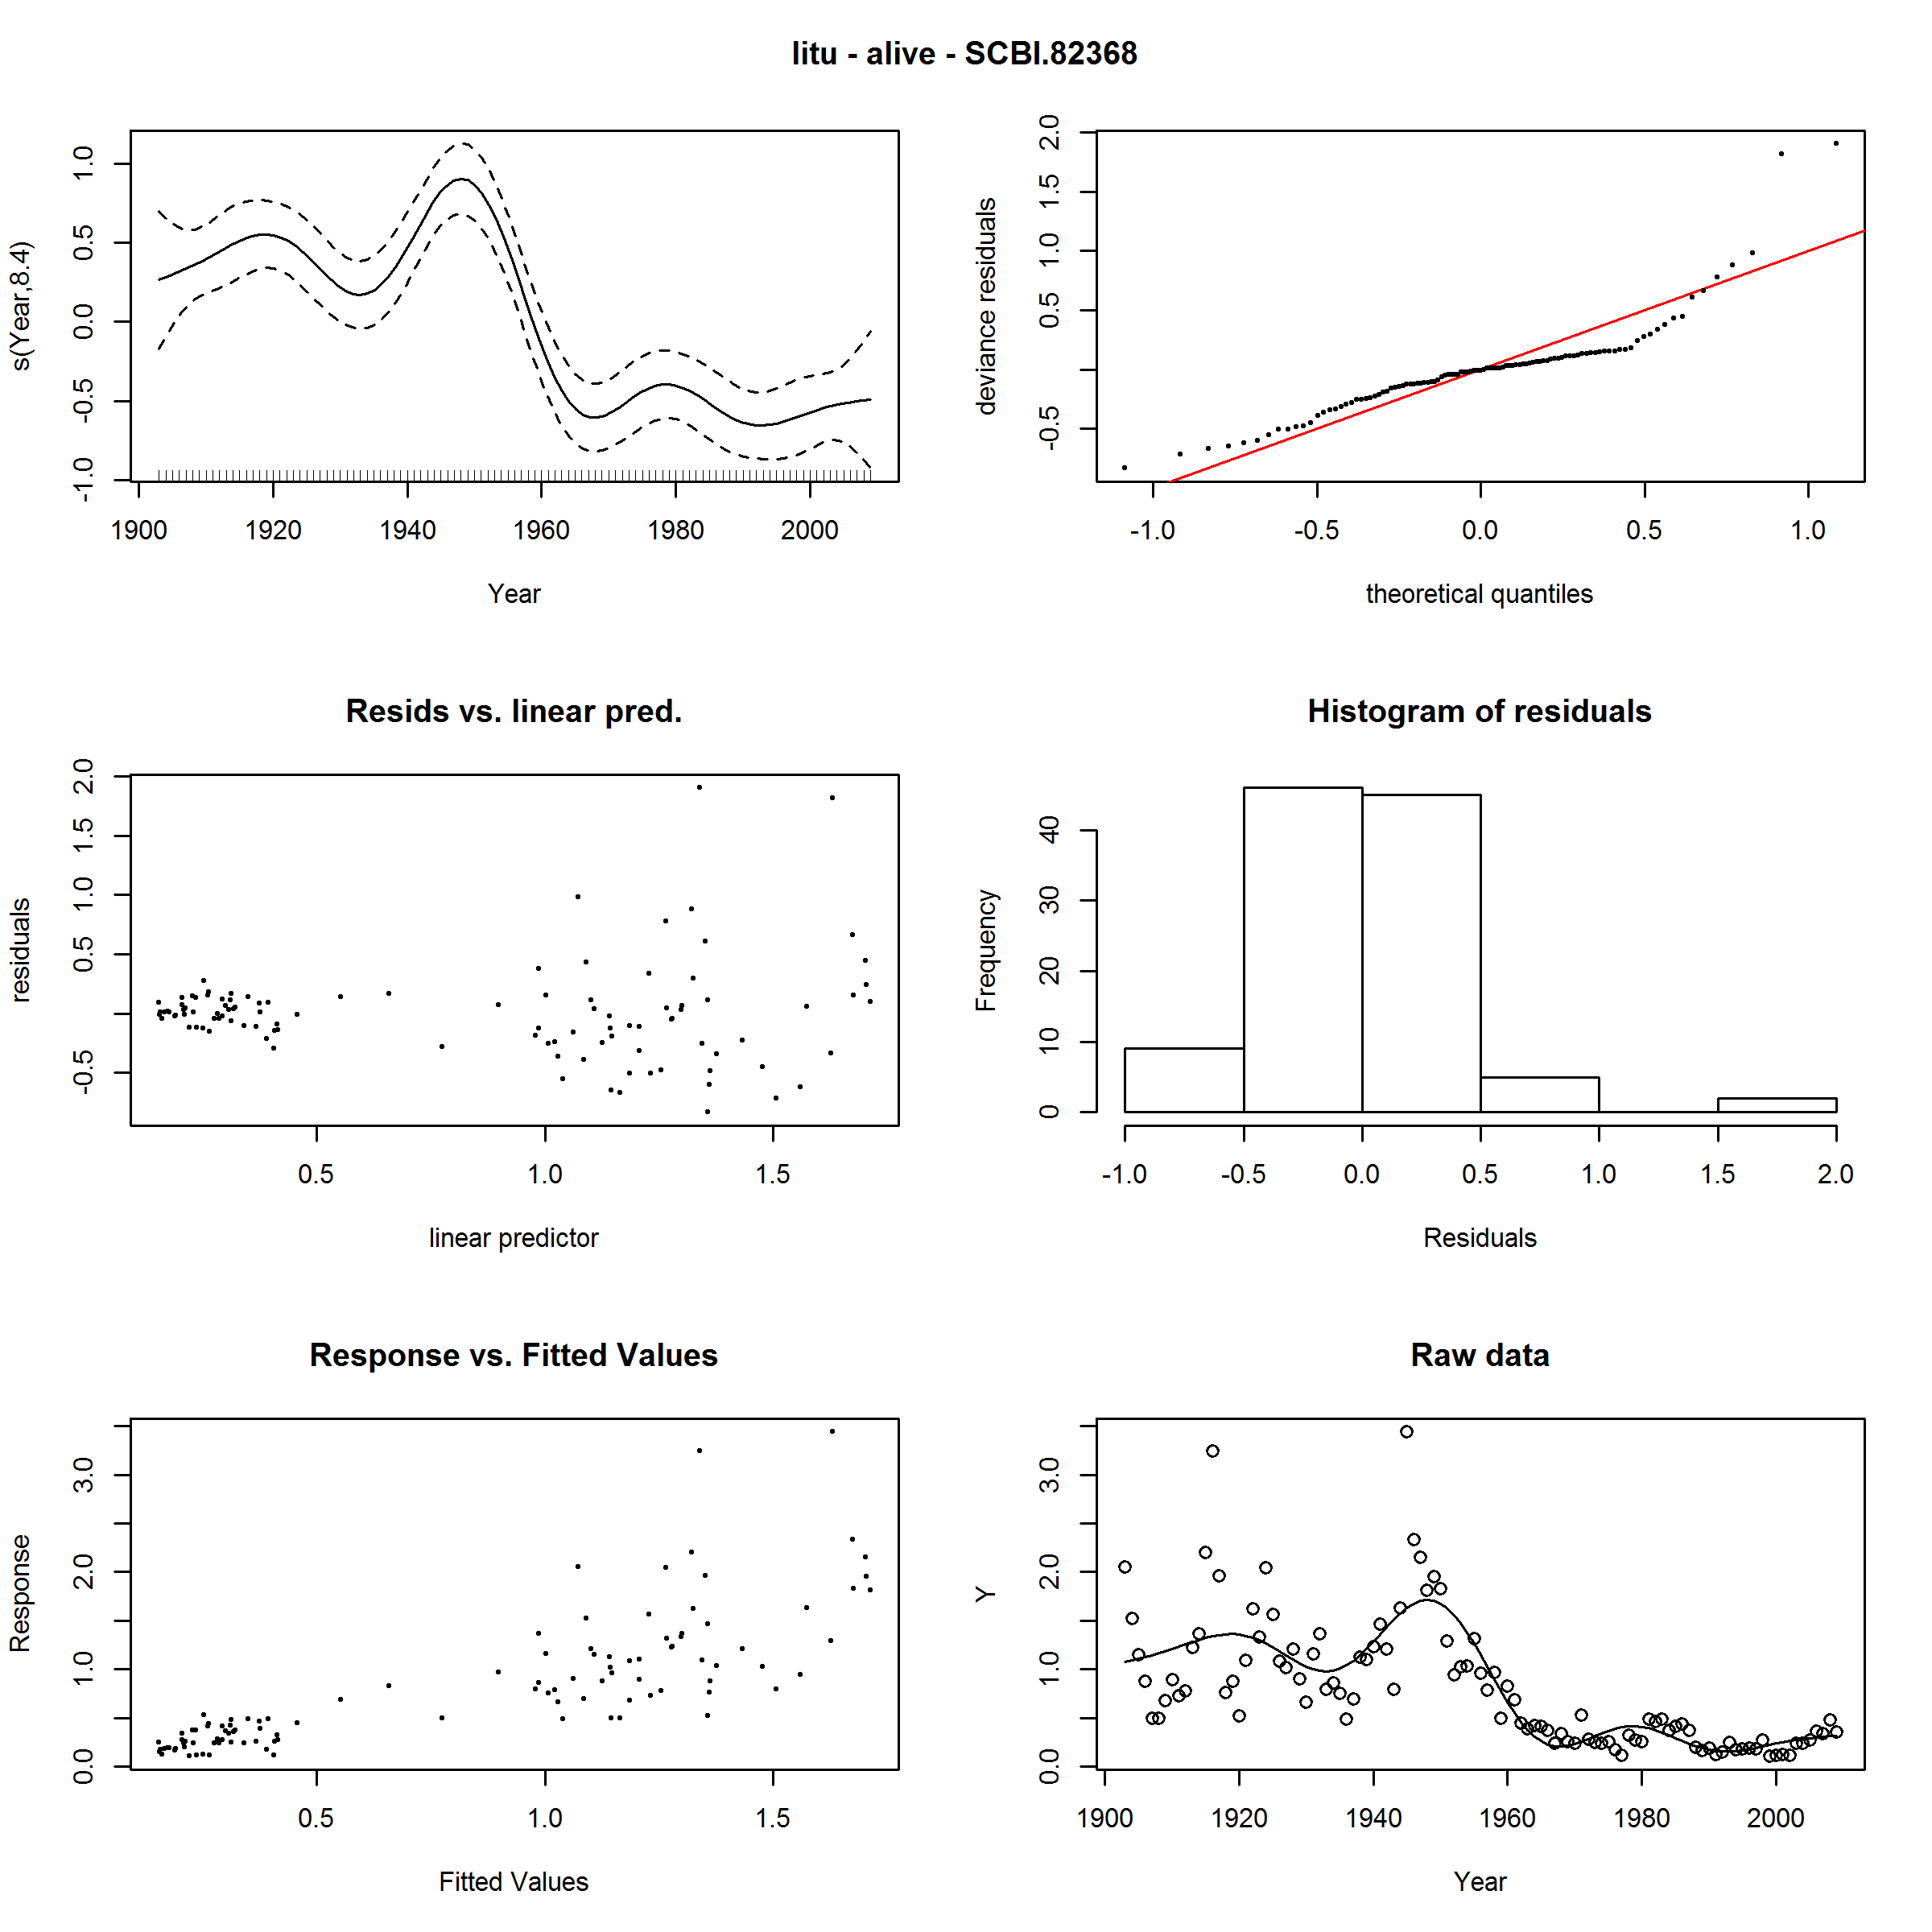 litu - alive - SCBI.82368
s(Year,8.4)
-1.0 -0.5 0.0 0.5 1.0
1900 1920 1940 1960 1980 2000
Year
deviance residuals
-0.5 0.5 1.0 1.5 2.0
-1.0 -0.5 0.0 0.5 1.0
theoretical quantiles
Resids vs. linear pred.
residuals
-0.5 0.5 1.0 1.5 2.0
0.5 1.0 1.5
linear predictor
Histogram of residuals
Frequency
0 10 20 30 40
-1.0 -0.5 0.0 0.5 1.0 1.5 2.0
Residuals
Response vs. Fitted Values
Response
0.0 1.0 2.0 3.0
0.5 1.0 1.5
Fitted Values
Raw data
Y
0.0 1.0 2.0 3.0
1900 1920 1940 1960 1980 2000
Year